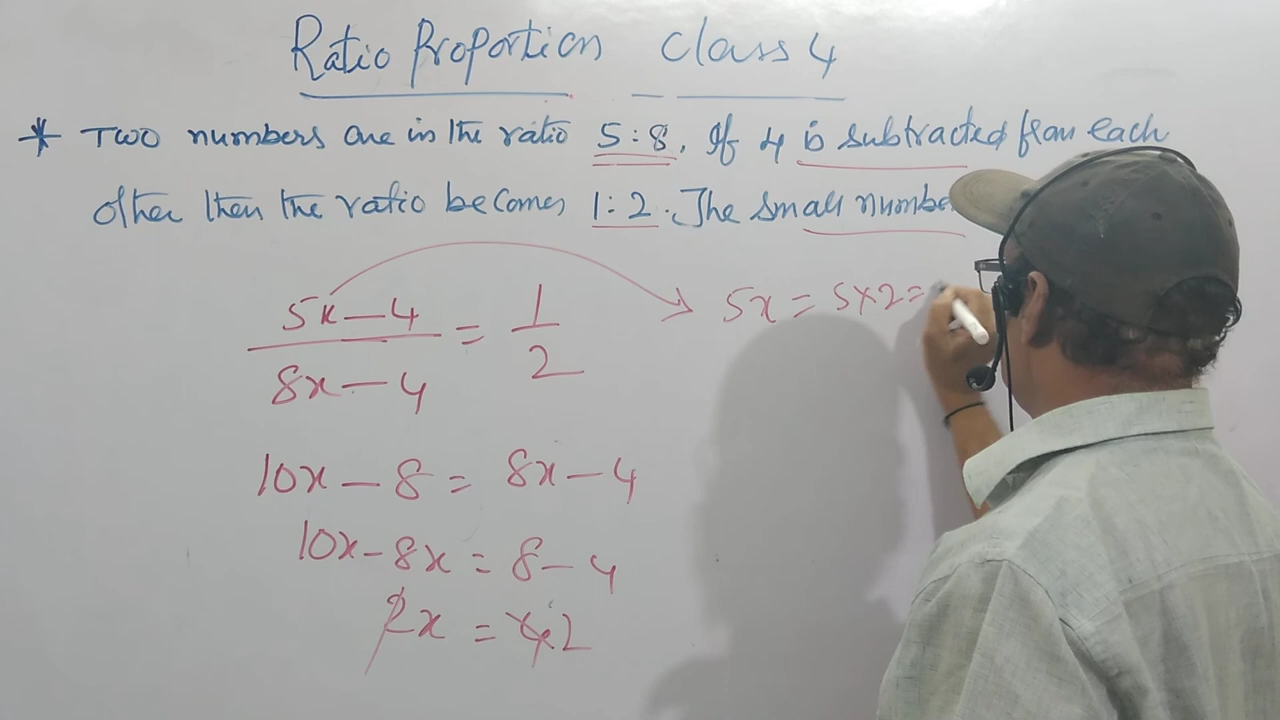 Ratio Proportion - Class 4
* Two numbers are in the ratio 5:8. If 4 is subtracted from each
other then the ratio becomes 1:2. The small number
5x-4 / 8x-4 = 1/2
5x = 5×2=
10x-8 = 8x-4
10x-8x = 8-4
2x = 4 2